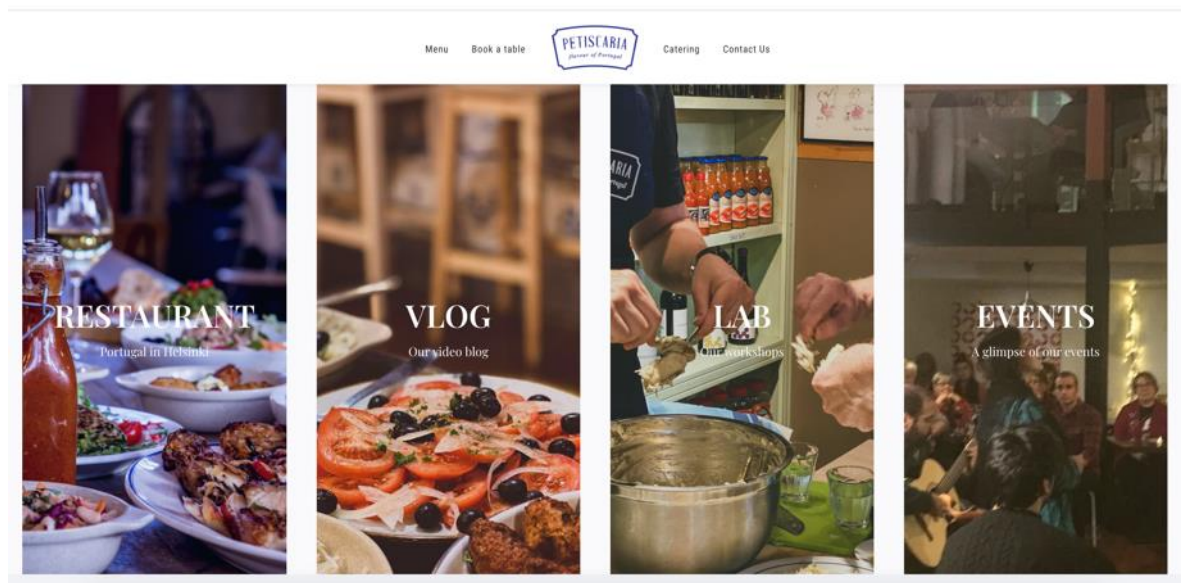 Menu
Book a table
PETISCARIA
flavour of Portugal
Catering
Contact Us
ARIA
RESTAURANT
Portugal in Helsinki
VLOG
Our video blog
LAB
Our workshops
EVENTS
A glimpse of our events